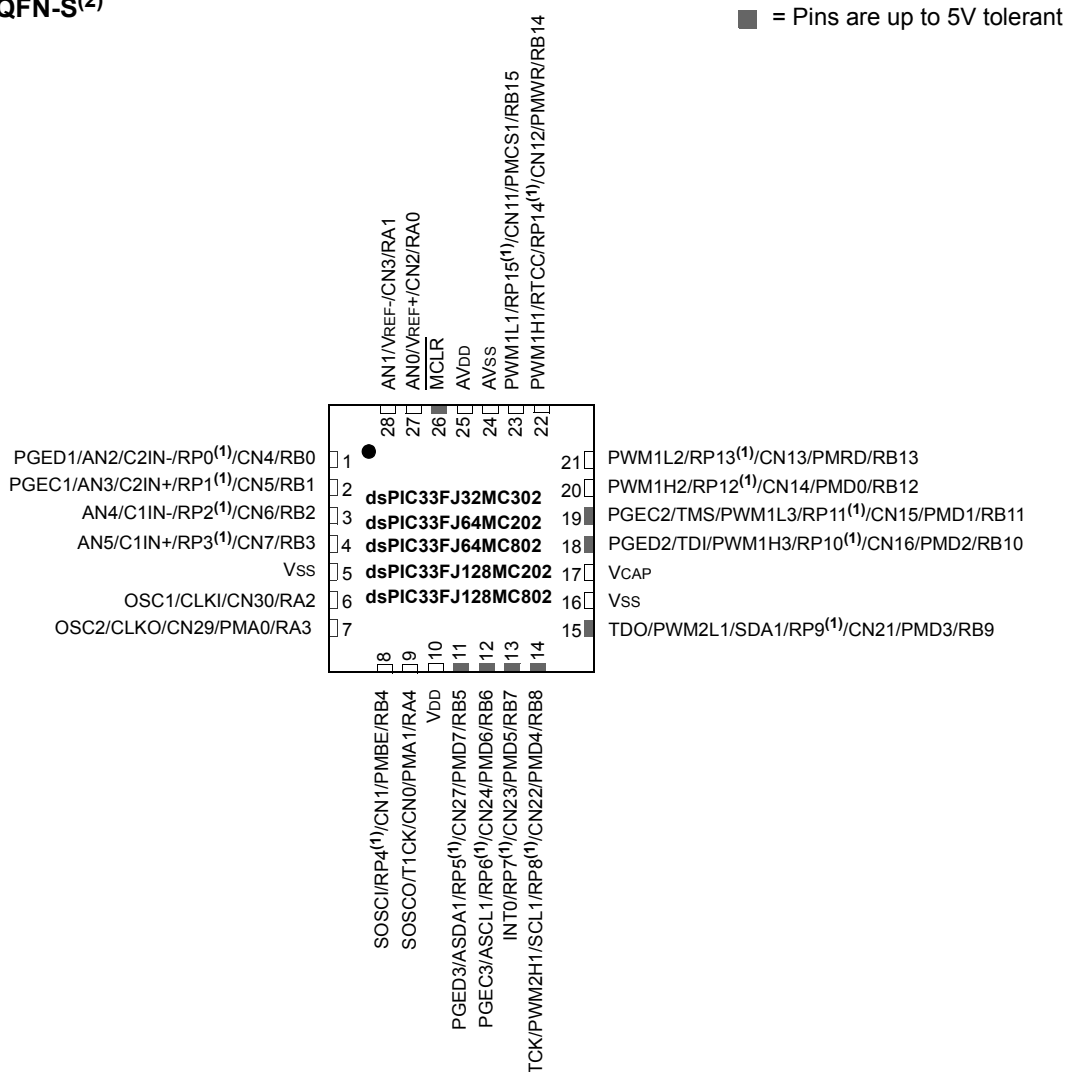 QFN-S(2)
= Pins are up to 5V tolerant
AN1/VREF-/CN3/RA1
AN0/VREF+/CN2/RA0
MCLR
AVDD
AVSS
PWM1L1/RP15(1)/CN11/PMCS1/RB15
PWM1H1/RTCC/RP14(1)/CN12/PMWR/RB14
28
27
26
25
24
23
22
PGED1/AN2/C2IN-/RP0(1)/CN4/RB0 1
PGEC1/AN3/C2IN+/RP1(1)/CN5/RB1 2
AN4/C1IN-/RP2(1)/CN6/RB2 3
AN5/C1IN+/RP3(1)/CN7/RB3 4
VSS 5
OSC1/CLKI/CN30/RA2 6
OSC2/CLKO/CN29/PMA0/RA3 7
dsPIC33FJ32MC302
dsPIC33FJ64MC202
dsPIC33FJ64MC802
dsPIC33FJ128MC202
dsPIC33FJ128MC802
21 PWM1L2/RP13(1)/CN13/PMRD/RB13
20 PWM1H2/RP12(1)/CN14/PMD0/RB12
19 PGEC2/TMS/PWM1L3/RP11(1)/CN15/PMD1/RB11
18 PGED2/TDI/PWM1H3/RP10(1)/CN16/PMD2/RB10
17 VCAP
16 VSS
15 TDO/PWM2L1/SDA1/RP9(1)/CN21/PMD3/RB9
8
9
10
11
12
13
14
SOSCI/RP4(1)/CN1/PMBE/RB4
SOSCO/T1CK/CN0/PMA1/RA4
VDD
PGED3/ASDA1/RP5(1)/CN27/PMD7/RB5
PGEC3/ASCL1/RP6(1)/CN24/PMD6/RB6
INT0/RP7(1)/CN23/PMD5/RB7
TCK/PWM2H1/SCL1/RP8(1)/CN22/PMD4/RB8